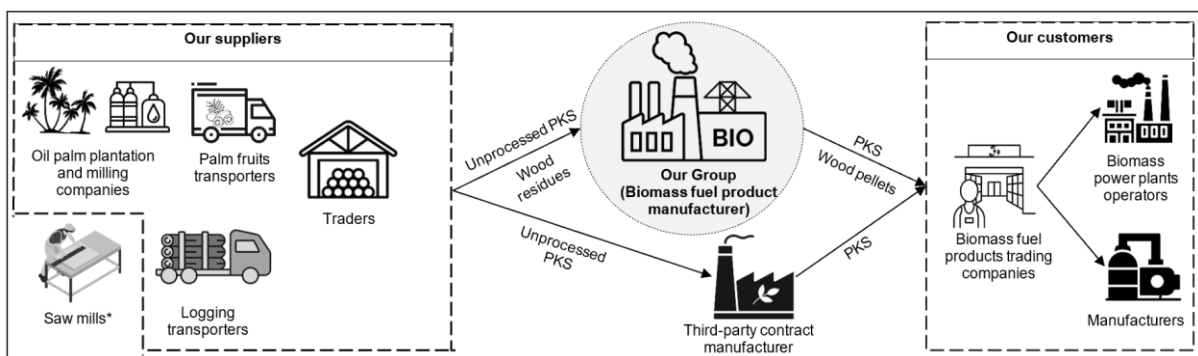 Our suppliers
Oil palm plantation
and milling
companies
Palm fruits
transporters
Traders
Saw mills*
Logging
transporters
Unprocessed PKS
Wood
residues
Unprocessed
PKS
BIO
Our Group
(Biomass fuel product
manufacturer)
Third-party contract
manufacturer
PKS
Wood pellets
PKS
Our customers
Biomass fuel
products trading
companies
Biomass
power plants
operators
Manufacturers